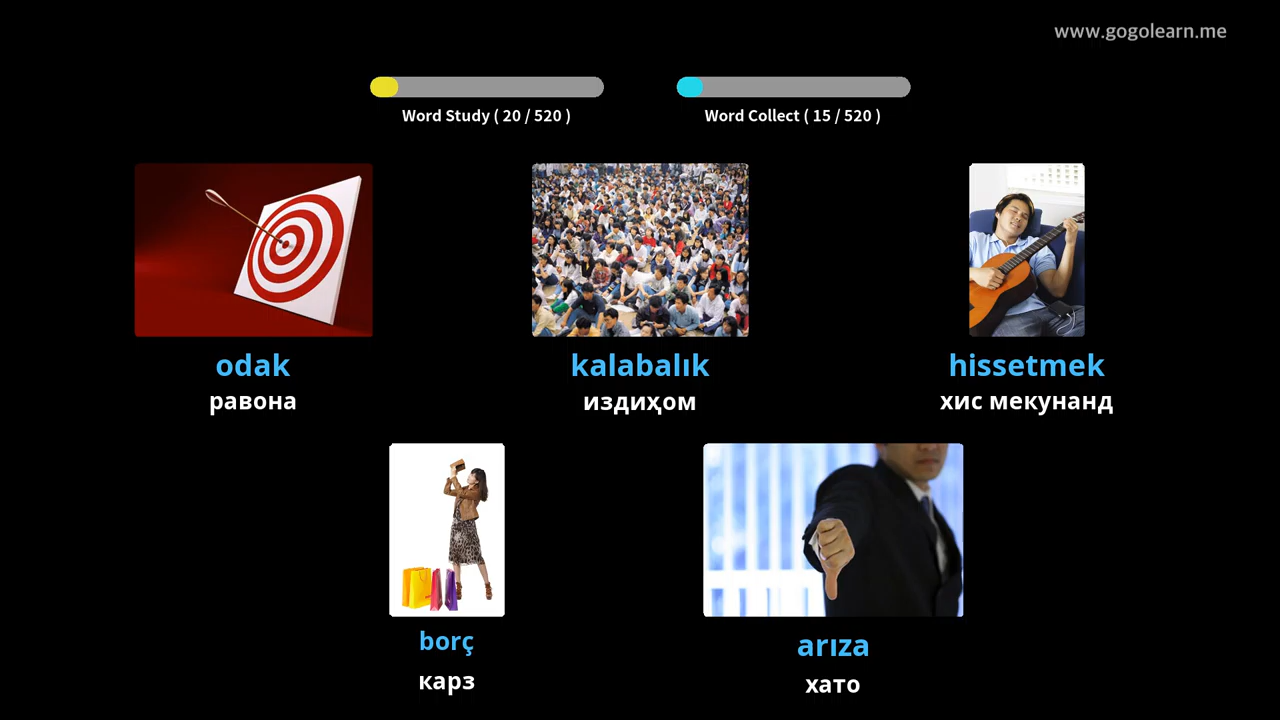 www.gogolearn.me
Word Study ( 20 / 520 )
Word Collect ( 15 / 520 )
odak
равона
kalabalık
издиҳом
hissetmek
хис мекунанд
borç
карз
arıza
хато